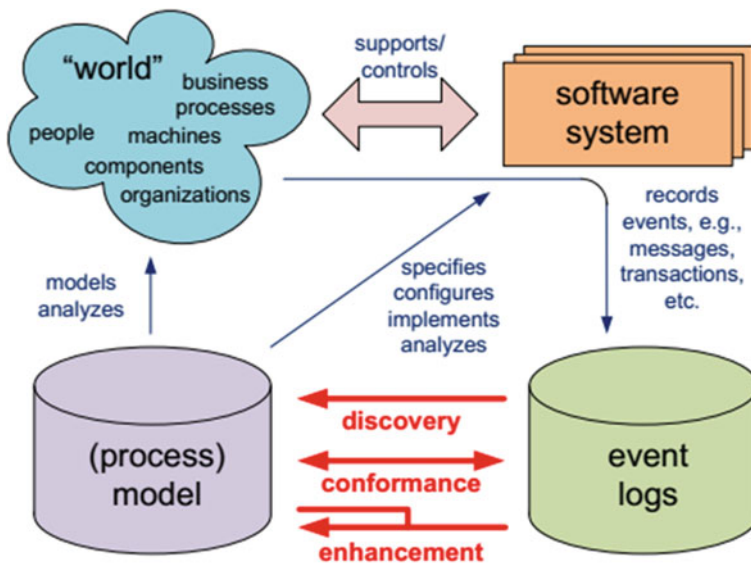 “world”
business
processes
people
machines
components
organizations
supports/
controls
software
system
records
events, e.g.,
messages,
transactions,
etc.
models
analyzes
specifies
configures
implements
analyzes
(process)
model
discovery
conformance
enhancement
event
logs